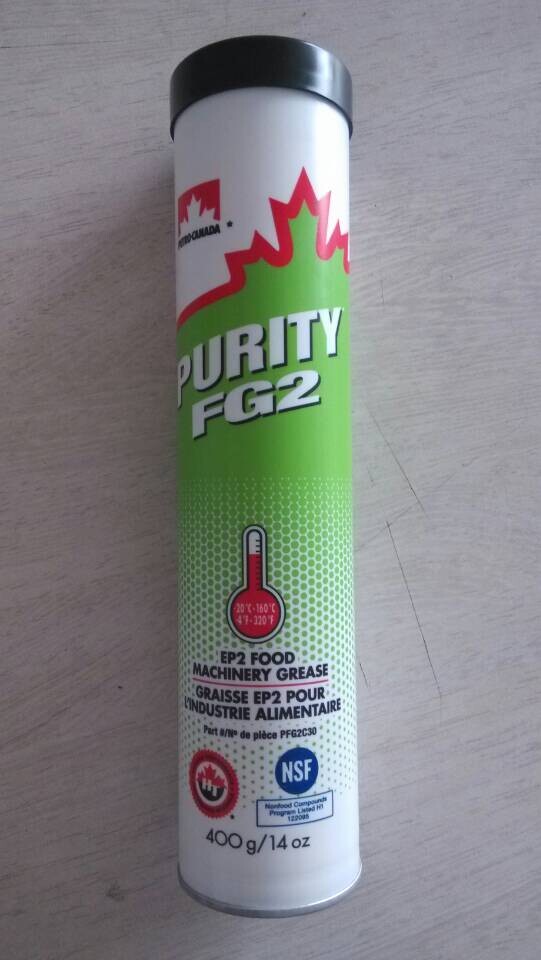 PETRO-CANADA *
PURITY
FG2
-20°C-160°C
-4°F-320°F
EP2 FOOD
MACHINERY GREASE
GRAISSE EP2 POUR
L'INDUSTRIE ALIMENTAIRE
Part #/Nº de pièce PFG2C30
HT
NSF
Nonfood Compounds
Program Listed H1
122095
400 g/14 oz